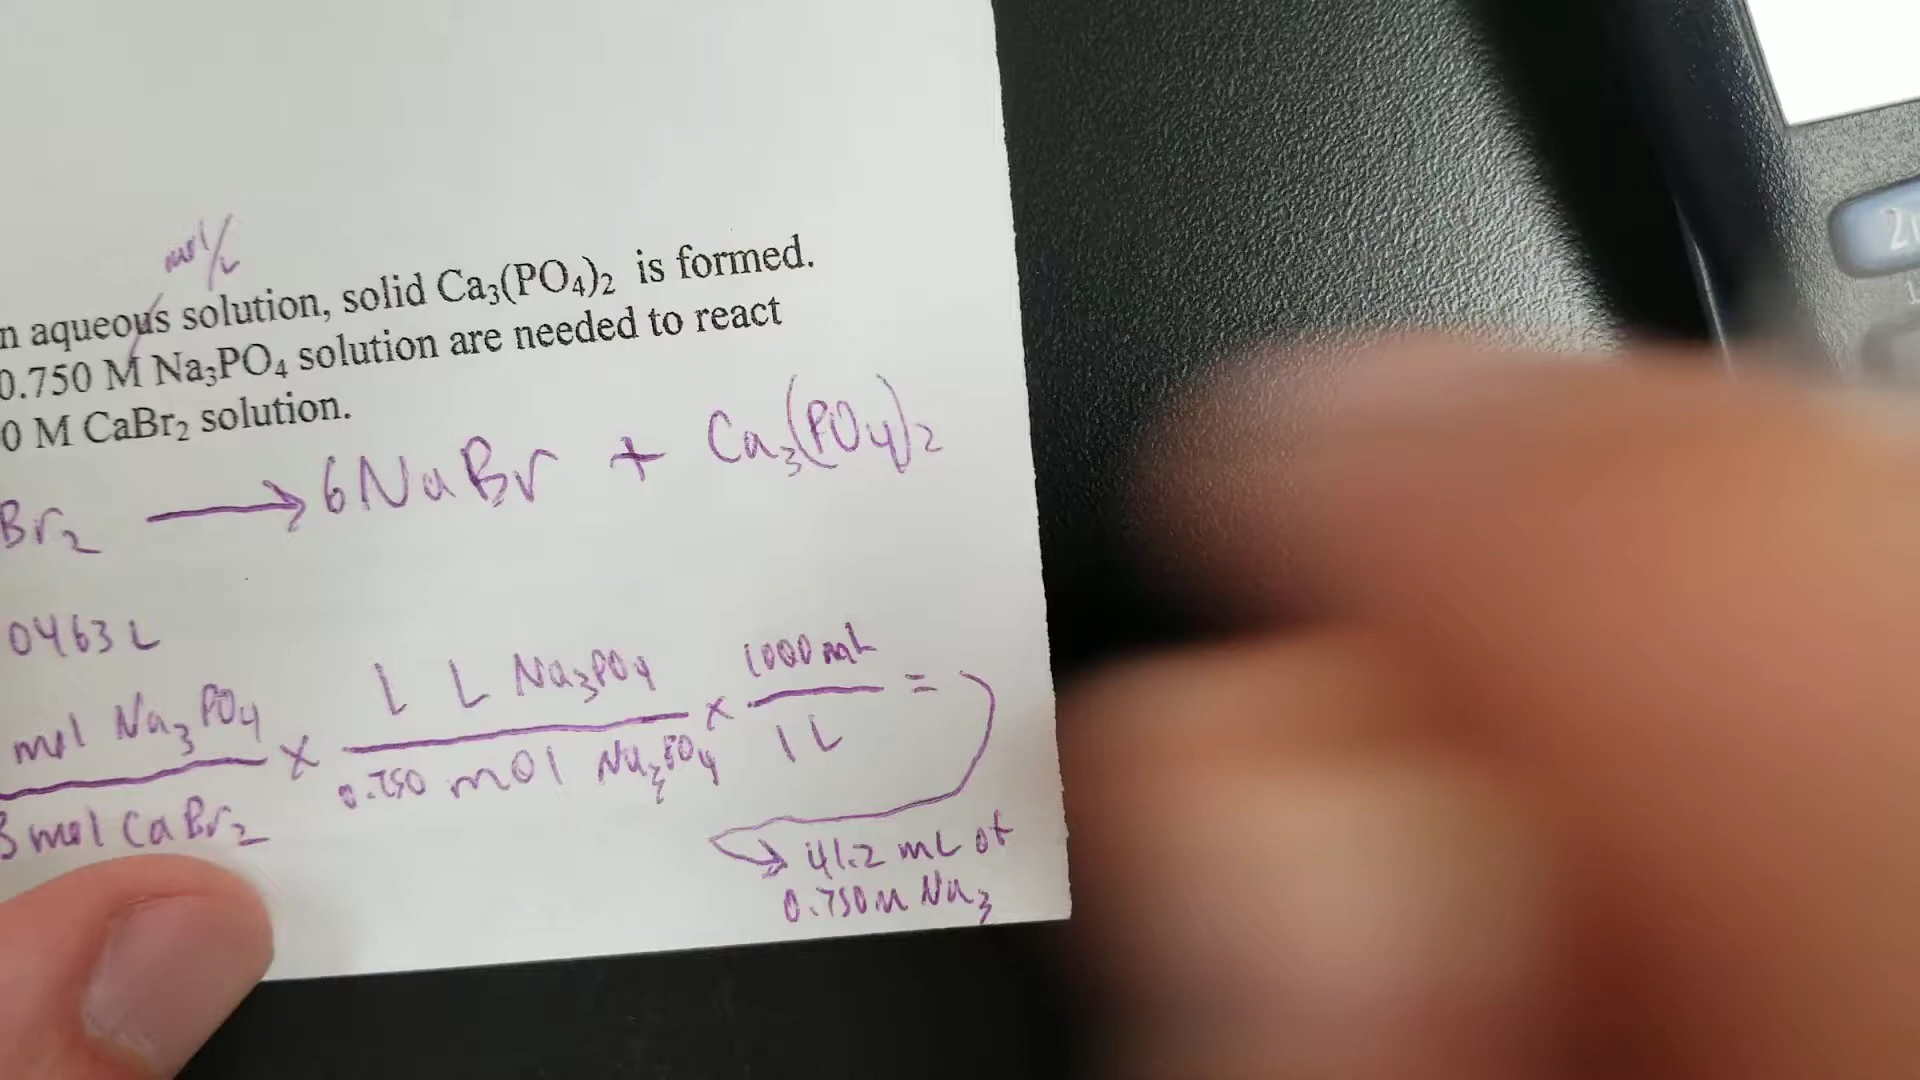 mol/L
n aqueous solution, solid Ca₃(PO₄)₂ is formed.
0.750 M Na₃PO₄ solution are needed to react
0 M CaBr₂ solution.
Br₂ ⟶ 6NaBr + Ca₃(PO₄)₂
0463 L
mol Na₃PO₄ × 1 L Na₃PO₄ × 1000 mL =
3 mol CaBr₂ 0.750 mol Na₃PO₄ 1 L
→ 41.2 mL of
0.750 M Na₃